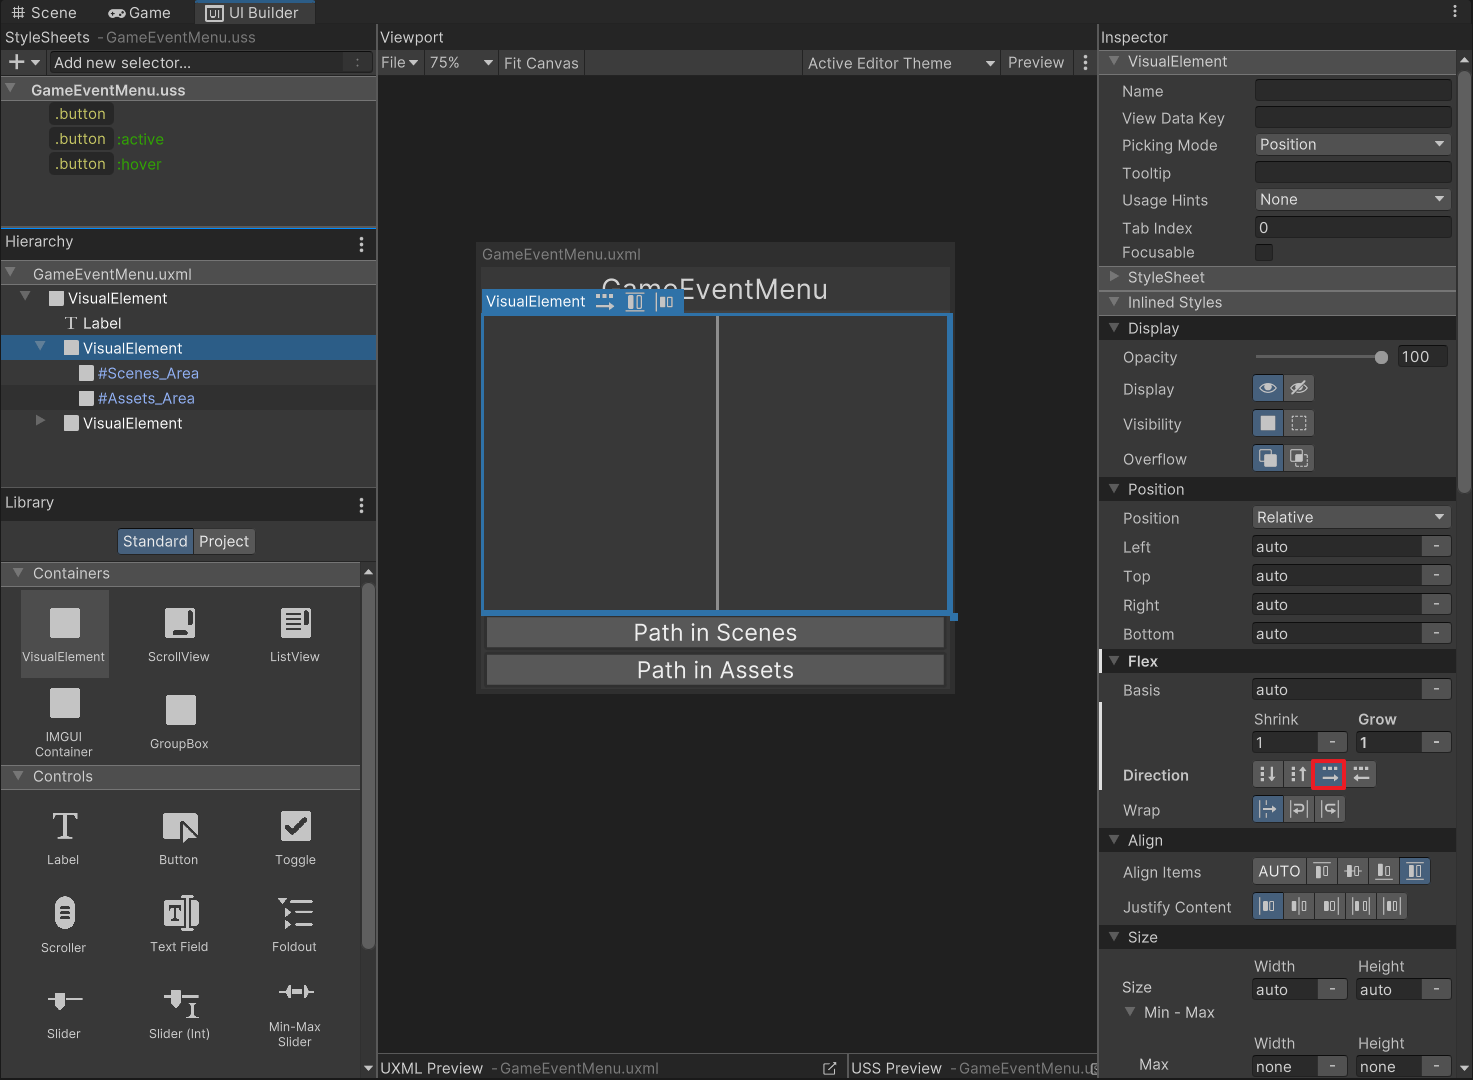 Scene
Game
UI Builder
StyleSheets - GameEventMenu.uss
Add new selector...
GameEventMenu.uss
.button
.button :active
.button :hover
Hierarchy
GameEventMenu.uxml
VisualElement
Label
VisualElement
#Scenes_Area
#Assets_Area
VisualElement
Library
Standard
Project
Containers
VisualElement
ScrollView
ListView
IMGUI
Container
GroupBox
Controls
Label
Button
Toggle
Scroller
Text Field
Foldout
Slider
Slider (Int)
Min-Max
Slider
Viewport
File
75%
Fit Canvas
Active Editor Theme
Preview
GameEventMenu.uxml
GameEventMenu
VisualElement
Path in Scenes
Path in Assets
UXML Preview - GameEventMenu.uxml
USS Preview - GameEventMenu.u
Inspector
VisualElement
Name
View Data Key
Picking Mode Position
Tooltip
Usage Hints None
Tab Index 0
Focusable
StyleSheet
Inlined Styles
Display
Opacity 100
Display
Visibility
Overflow
Position
Position Relative
Left auto -
Top auto -
Right auto -
Bottom auto -
Flex
Basis auto -
Shrink Grow
1 - 1 -
Direction
Wrap
Align
Align Items AUTO
Justify Content
Size
Width Height
Size auto - auto -
Min - Max
Width Height
Max none - none -